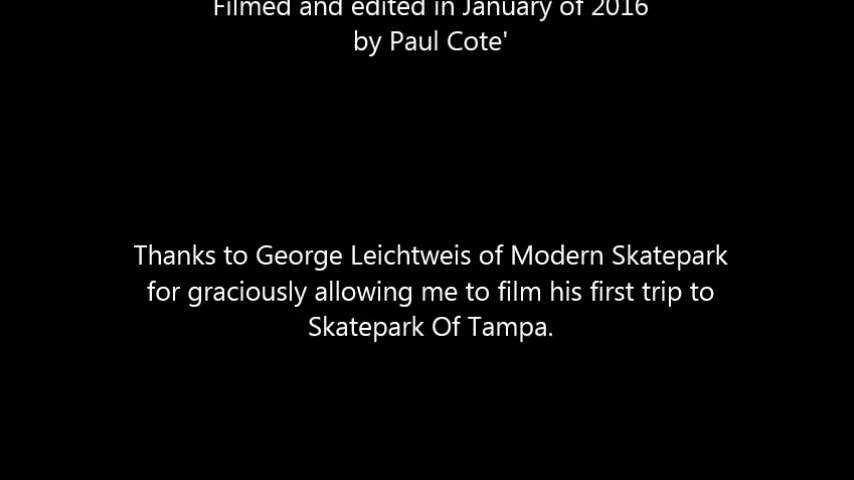 Filmed and edited in January of 2016
by Paul Cote'
Thanks to George Leichtweis of Modern Skatepark
for graciously allowing me to film his first trip to
Skatepark Of Tampa.